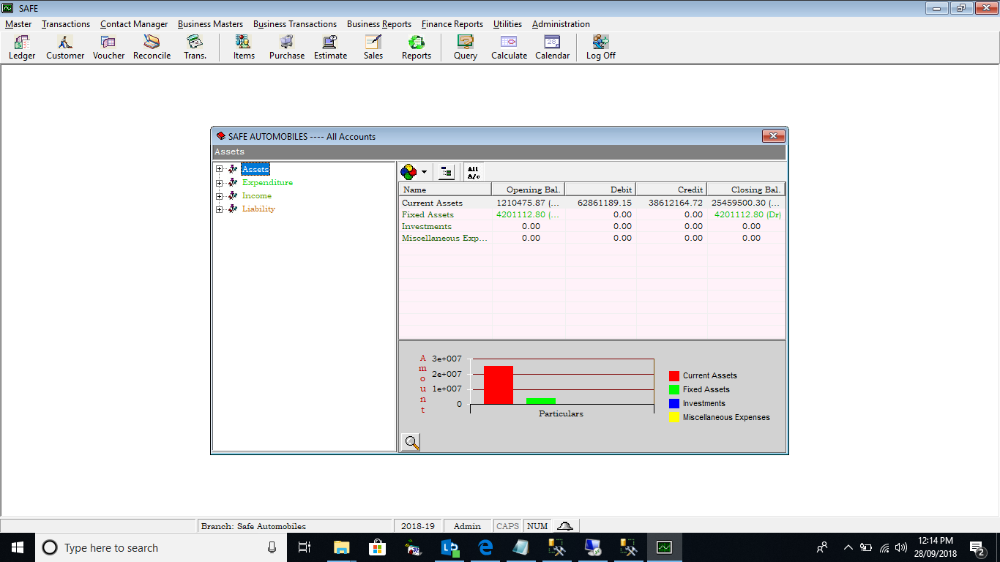 SAFE
Master Transactions Contact Manager Business Masters Business Transactions Business Reports Finance Reports Utilities Administration
Ledger Customer Voucher Reconcile Trans. Items Purchase Estimate Sales Reports Query Calculate Calendar Log Off
SAFE AUTOMOBILES ---- All Accounts
Assets
Assets
Expenditure
Income
Liability
All
A/c
Name Opening Bal. Debit Credit Closing Bal.
Current Assets 1210475.87 (... 62861189.15 38612164.72 25459500.30 (...
Fixed Assets 4201112.80 (... 0.00 0.00 4201112.80 (Dr)
Investments 0.00 0.00 0.00 0.00
Miscellaneous Exp... 0.00 0.00 0.00 0.00
Amount
3e+007
2e+007
1e+007
0
Particulars
Current Assets
Fixed Assets
Investments
Miscellaneous Expenses
Branch: Safe Automobiles 2018-19 Admin CAPS NUM
Type here to search
12:14 PM
28/09/2018
2